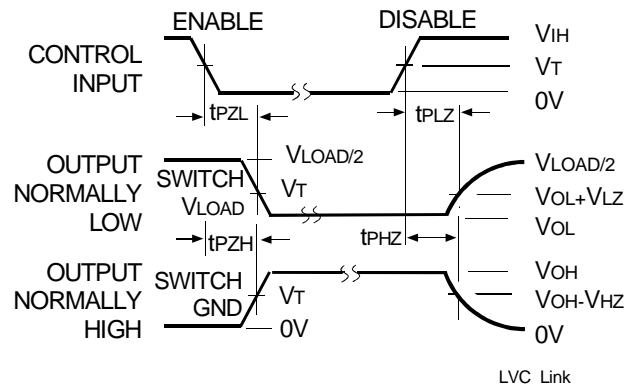 ENABLE DISABLE
CONTROL INPUT
VIH
VT
0V
tPZL tPLZ
OUTPUT NORMALLY LOW
SWITCH VLOAD
VLOAD/2
VT
VLOAD/2
VOL+VLZ
VOL
tPZH tPHZ
OUTPUT NORMALLY HIGH
SWITCH GND
VT
0V
VOH
VOH-VHZ
0V
LVC Link